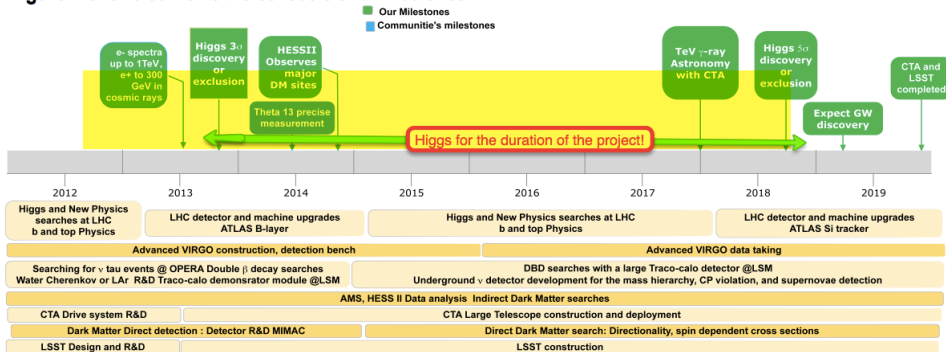 Our Milestones
Communitie's milestones
e- spectra
up to 1TeV,
e+ to 300
GeV in
cosmic rays
Higgs 3σ
discovery
or
exclusion
HESSII
Observes
major
DM sites
Theta 13 precise
measurement
TeV γ-ray
Astronomy
with CTA
Higgs 5σ
discovery
or
exclusion
Expect GW
discovery
CTA and
LSST
completed
Higgs for the duration of the project!
2012 2013 2014 2015 2016 2017 2018 2019
Higgs and New Physics
searches at LHC
b and top Physics
LHC detector and machine upgrades
ATLAS B-layer
Higgs and New Physics searches at LHC
b and top Physics
LHC detector and machine upgrades
ATLAS Si tracker
Advanced VIRGO construction, detection bench
Advanced VIRGO data taking
Searching for ν tau events @ OPERA Double β decay searches
Water Cherenkov or LAr R&D Traco-calo demonsrator module @LSM
DBD searches with a large Traco-calo detector @LSM
Underground ν detector development for the mass hierarchy, CP violation, and supernovae detection
AMS, HESS II Data analysis Indirect Dark Matter searches
CTA Drive system R&D
CTA Large Telescope construction and deployment
Dark Matter Direct detection : Detector R&D MIMAC
Direct Dark Matter search: Directionality, spin dependent cross sections
LSST Design and R&D
LSST construction